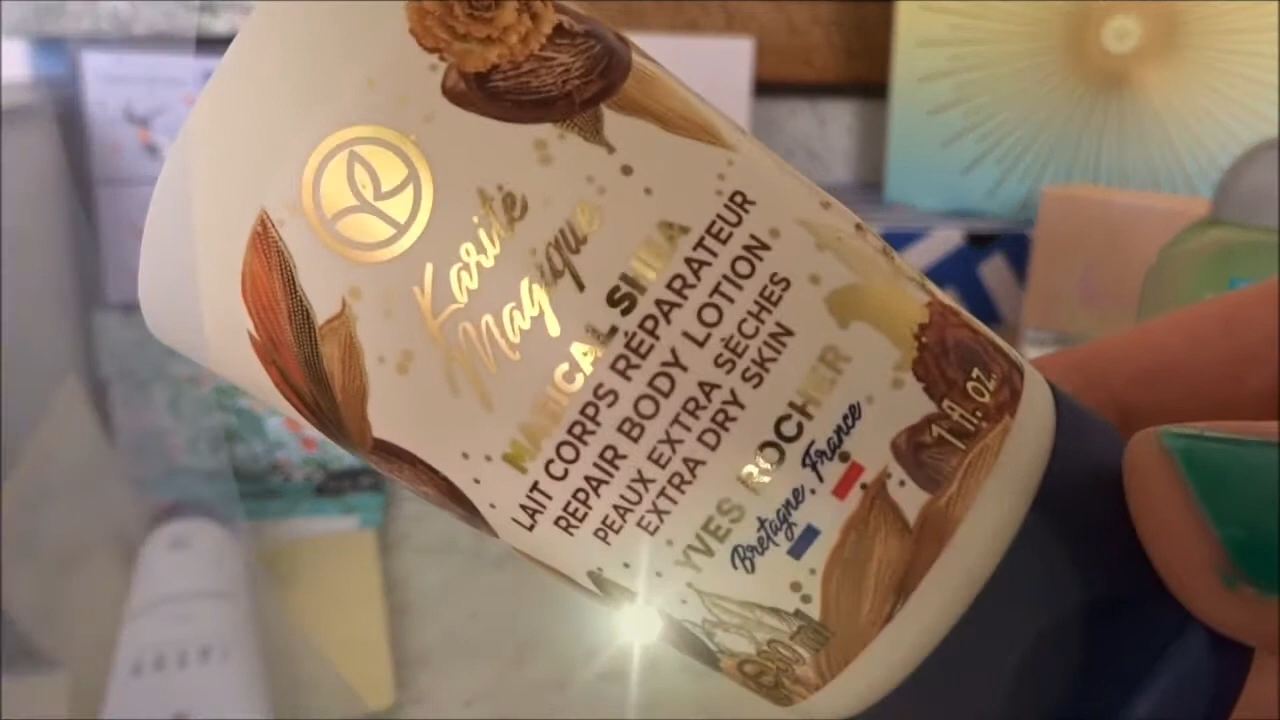 Karité
Magique
MAGICAL SHEA
LAIT CORPS RÉPARATEUR
REPAIR BODY LOTION
PEAUX EXTRA SÈCHES
EXTRA DRY SKIN
YVES ROCHER
Bretagne, France
1 fl. oz.